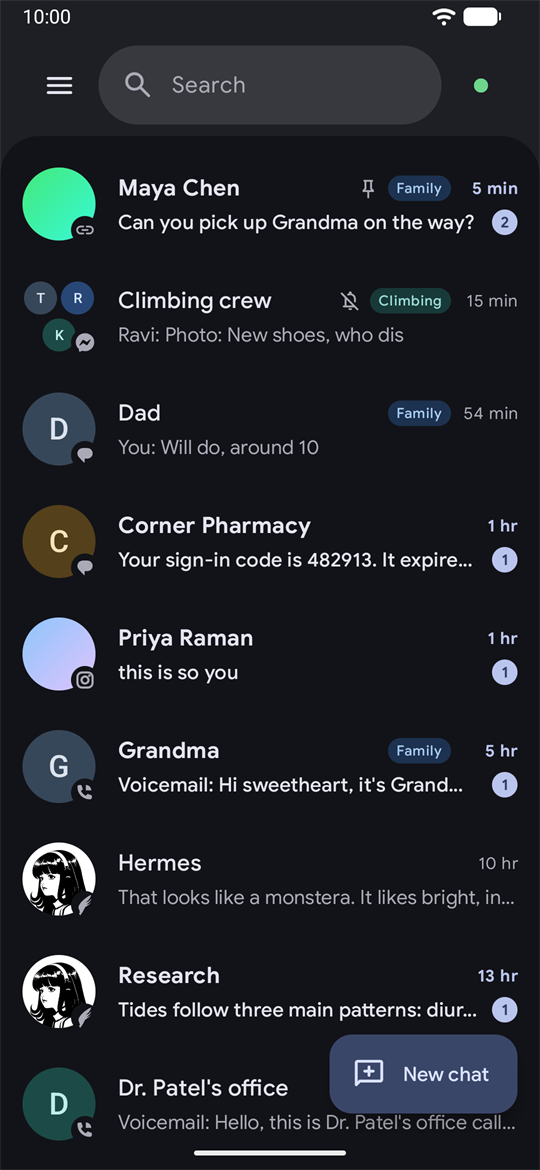 10:00
Search
Maya Chen Family 5 min
Can you pick up Grandma on the way? 2
T R
K
Climbing crew Climbing 15 min
Ravi: Photo: New shoes, who dis
D
Dad Family 54 min
You: Will do, around 10
C
Corner Pharmacy 1 hr
Your sign-in code is 482913. It expire... 1
Priya Raman 1 hr
this is so you 1
G
Grandma Family 5 hr
Voicemail: Hi sweetheart, it's Grand... 1
Hermes 10 hr
That looks like a monstera. It likes bright, in...
Research 13 hr
Tides follow three main patterns: diur... 1
D
Dr. Patel's office
New chat
Voicemail: Hello, this is Dr. Patel's office call...